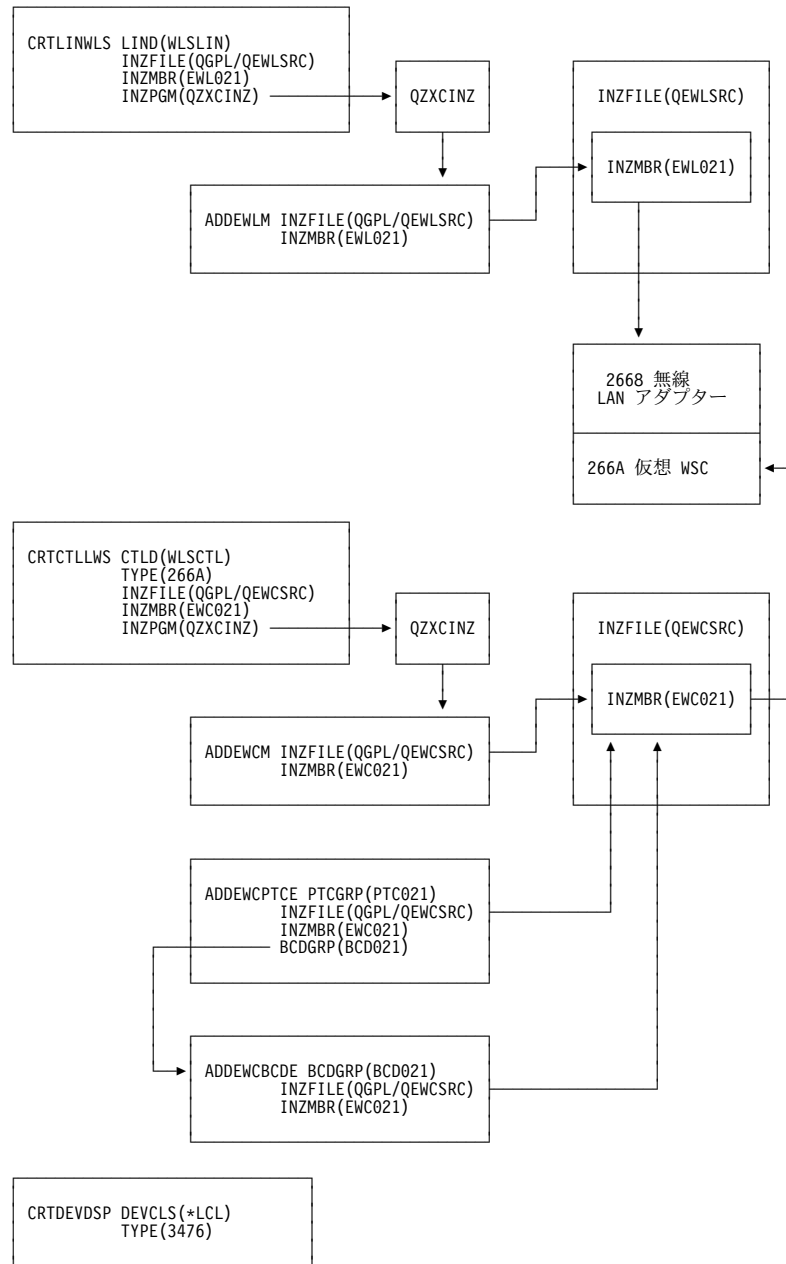 CRTLINWLS LIND(WLSLIN)
INZFILE(QGPL/QEWLSRC)
INZMBR(EWL021)
INZPGM(QZXCINZ)
QZXCINZ
INZFILE(QEWLSRC)
INZMBR(EWL021)
ADDEWLM INZFILE(QGPL/QEWLSRC)
INZMBR(EWL021)
2668 無線
LAN アダプター
266A 仮想 WSC
CRTCTLLWS CTLD(WLSCTL)
TYPE(266A)
INZFILE(QGPL/QEWCSRC)
INZMBR(EWC021)
INZPGM(QZXCINZ)
QZXCINZ
INZFILE(QEWCSRC)
INZMBR(EWC021)
ADDEWCM INZFILE(QGPL/QEWCSRC)
INZMBR(EWC021)
ADDEWCPTCE PTCGRP(PTC021)
INZFILE(QGPL/QEWCSRC)
INZMBR(EWC021)
BCDGRP(BCD021)
ADDEWCBCDE BCDGRP(BCD021)
INZFILE(QGPL/QEWCSRC)
INZMBR(EWC021)
CRTDEVDSP DEVCLS(*LCL)
TYPE(3476)